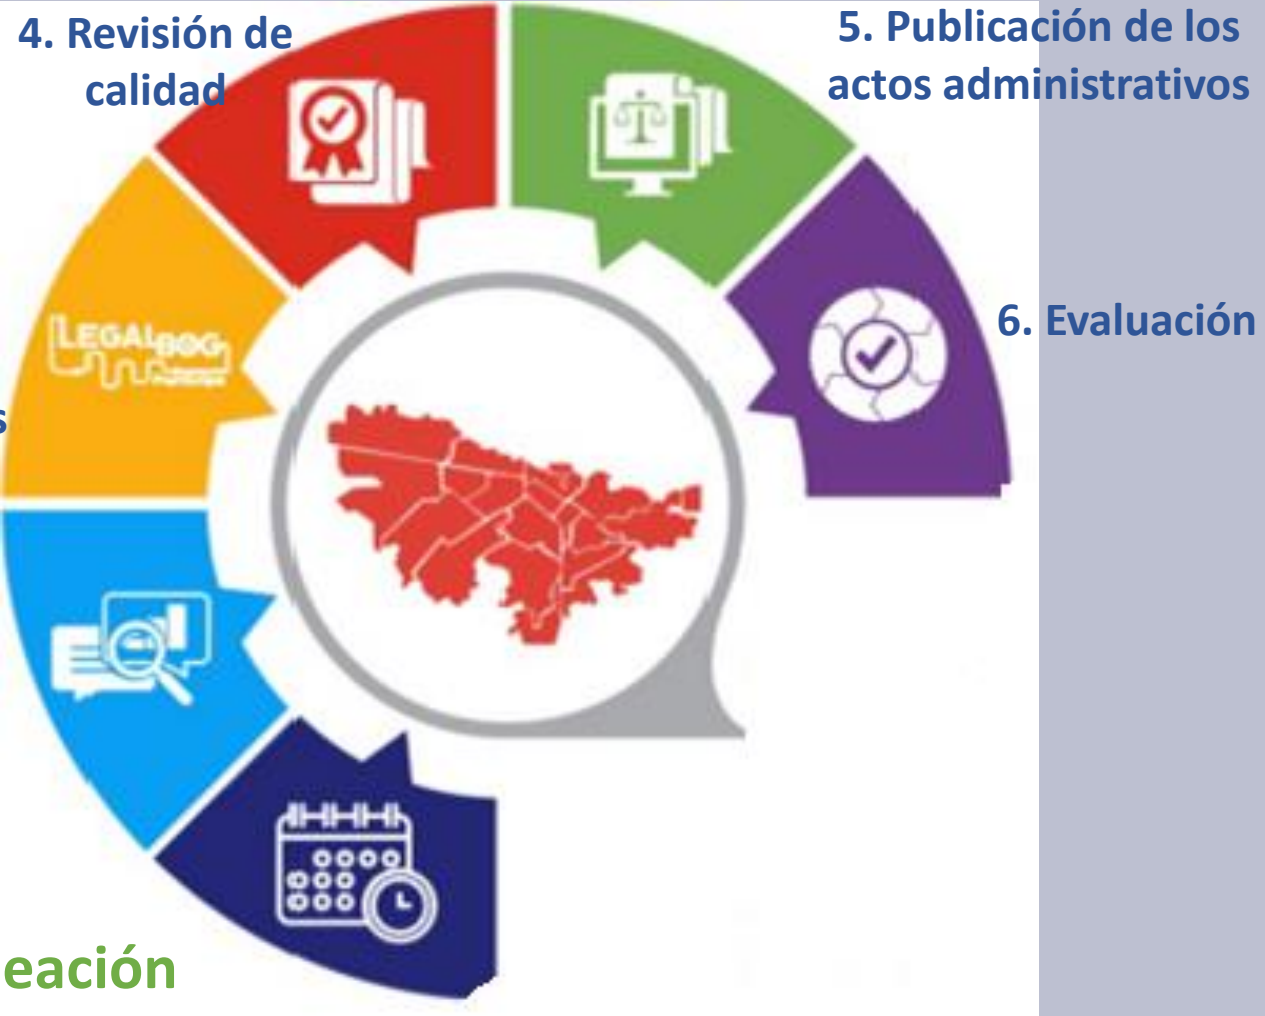 4. Revisión de
calidad
5. Publicación de los
actos administrativos
6. Evaluación
LEGALBOG
s
eación